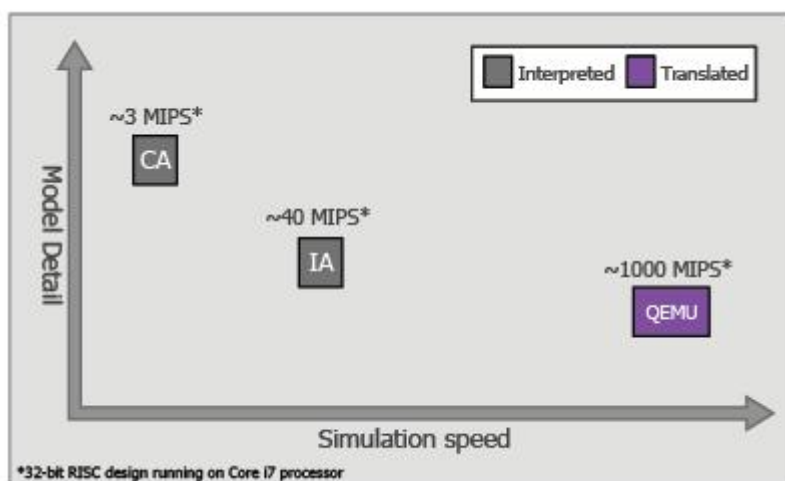 Interpreted Translated
~3 MIPS*
CA
~40 MIPS*
IA
~1000 MIPS*
QEMU
Model Detail
Simulation speed
*32-bit RISC design running on Core i7 processor